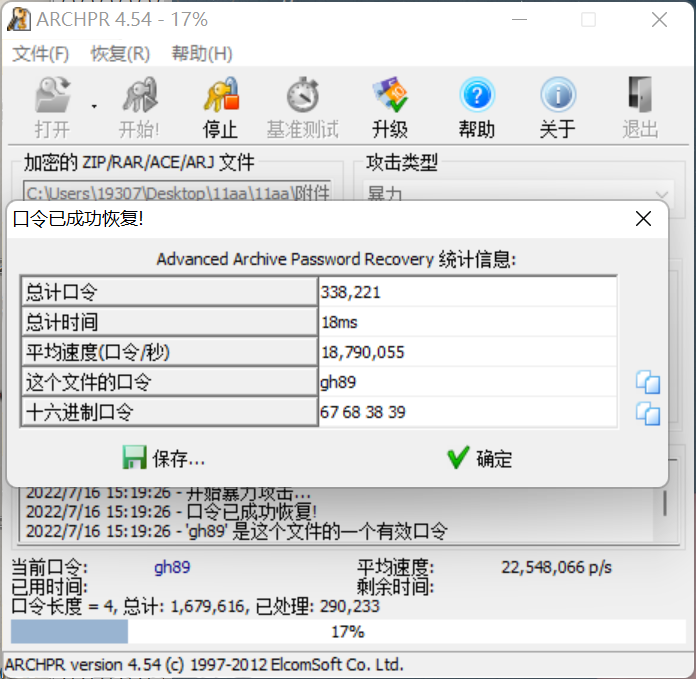 ARCHPR 4.54 - 17%
文件(F) 恢复(R) 帮助(H)
打开 开始! 停止 基准测试 升级 帮助 关于 退出
加密的 ZIP/RAR/ACE/ARJ 文件 攻击类型
C:\Users\19307\Desktop\11aa\11aa\附件 暴力
口令已成功恢复!
Advanced Archive Password Recovery 统计信息:
总计口令 338,221
总计时间 18ms
平均速度(口令/秒) 18,790,055
这个文件的口令 gh89
十六进制口令 67 68 38 39
保存... 确定
2022/7/16 15:19:26 - 开始暴力攻击...
2022/7/16 15:19:26 - 口令已成功恢复!
2022/7/16 15:19:26 - 'gh89' 是这个文件的一个有效口令
当前口令: gh89 平均速度: 22,548,066 p/s
已用时间: 剩余时间:
口令长度 = 4, 总计: 1,679,616, 已处理: 290,233
17%
ARCHPR version 4.54 (c) 1997-2012 ElcomSoft Co. Ltd.